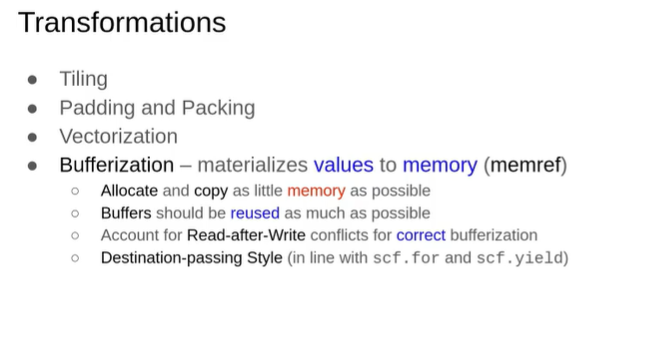 Transformations
● Tiling
● Padding and Packing
● Vectorization
● Bufferization – materializes values to memory (memref)
○ Allocate and copy as little memory as possible
○ Buffers should be reused as much as possible
○ Account for Read-after-Write conflicts for correct bufferization
○ Destination-passing Style (in line with scf.for and scf.yield)